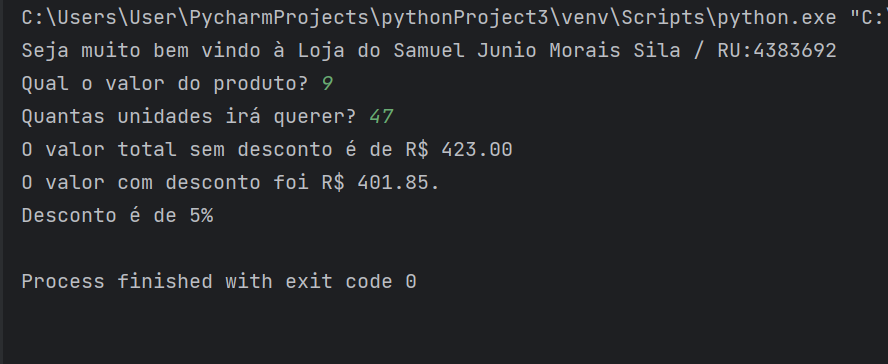 C:\Users\User\PycharmProjects\pythonProject3\venv\Scripts\python.exe "C:\
Seja muito bem vindo à Loja do Samuel Junio Morais Sila / RU:4383692
Qual o valor do produto? 9
Quantas unidades irá querer? 47
O valor total sem desconto é de R$ 423.00
O valor com desconto foi R$ 401.85.
Desconto é de 5%
Process finished with exit code 0